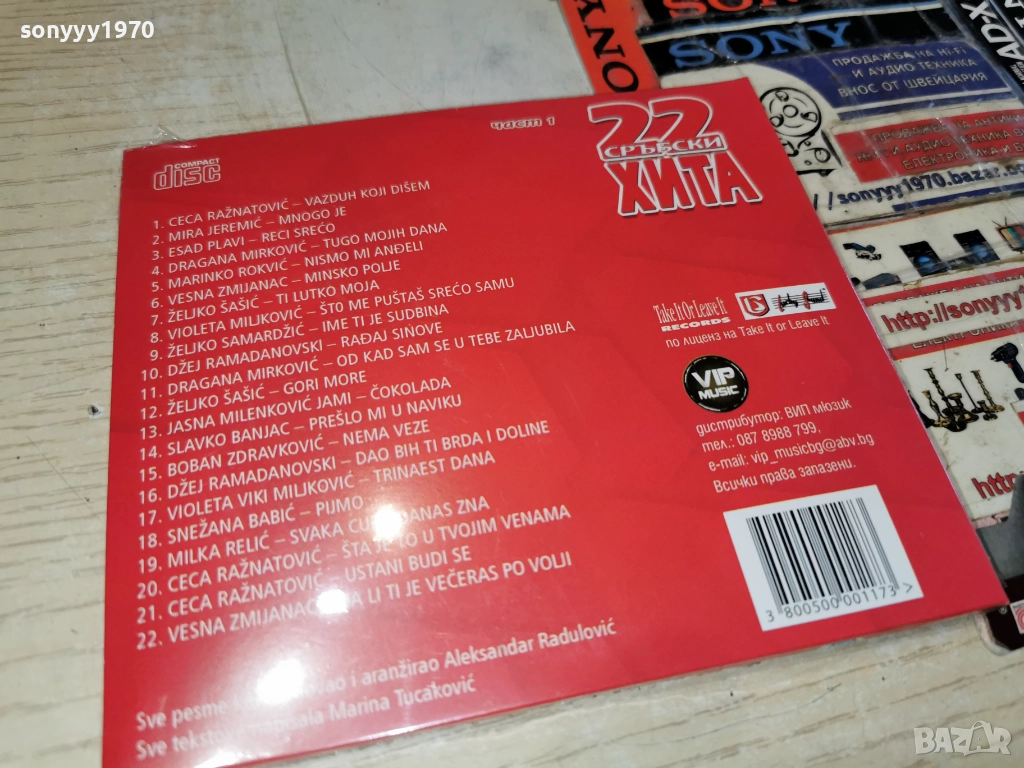 sonyyy1970
SONY
SONY
ПРОДАЖБА НА HI-FI
И АУДИО ТЕХНИКА
ВНОС ОТ ШВЕЙЦАРИЯ
AD-X
ПРОДАЖБА НА АНТИКИ
И АУДИО ТЕХНИКА
ЕЛЕКТРОНИКА И
//sonyyy1970.bazar.
http://sonyyy1
част 1
22
СРЪБСКИ
ХИТА
COMPACT
disc
1. CECA RAŽNATOVIĆ – VAZDUH KOJI DIŠEM
2. MIRA JEREMIĆ – MNOGO JE
3. ESAD PLAVI – RECI SREĆO
4. DRAGANA MIRKOVIĆ – TUGO MOJIH DANA
5. MARINKO ROKVIĆ – NISMO MI ANĐELI
6. VESNA ZMIJANAC – MINSKO POLJE
7. ŽELJKO ŠAŠIĆ – TI LUTKO MOJA
8. VIOLETA MILJKOVIĆ – ŠTO ME PUŠTAŠ SREĆO SAMU
9. ŽELJKO SAMARDŽIĆ – IME TI JE SUDBINA
10. DŽEJ RAMADANOVSKI – RAĐAJ SINOVE
11. DRAGANA MIRKOVIĆ – OD KAD SAM SE U TEBE ZALJUBILA
12. ŽELJKO ŠAŠIĆ – GORI MORE
13. JASNA MILENKOVIĆ JAMI – ČOKOLADA
14. SLAVKO BANJAC – PREŠLO MI U NAVIKU
15. BOBAN ZDRAVKOVIĆ – NEMA VEZE
16. DŽEJ RAMADANOVSKI – DAO BIH TI BRDA I DOLINE
17. VIOLETA VIKI MILJKOVIĆ – TRINAEST DANA
18. SNEŽANA BABIĆ – PIJMO
19. MILKA RELIĆ – SVAKA DANAS ZNA
20. CECA RAŽNATOVIĆ – ŠTA JE TO U TVOJIM VENAMA
21. CECA RAŽNATOVIĆ – USTANI BUDI SE
22. VESNA ZMIJANAC LI TI JE VEČERAS PO VOLJI
Sve pesme i aranžirao Aleksandar Radulović
Sve tekstove Marina Tucaković
Take It Or Leave It
RECORDS
по лиценз на Take It or Leave It
VIP
MUSIC
дистрибутор: ВИП мюзик
тел.: 087 8988 799,
e-mail: vip_musicbg@abv.bg
Всички права запазени.
3 800500 001173 >
BAZAR